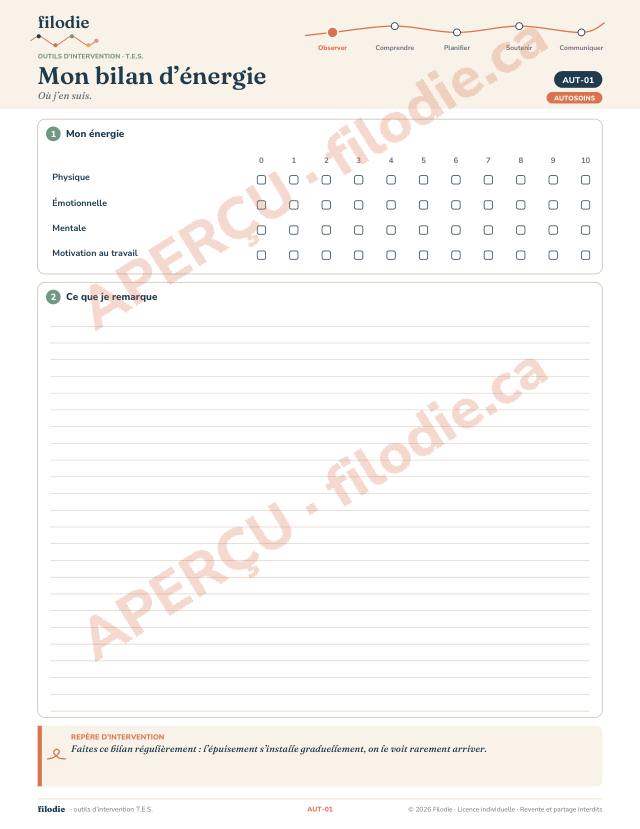 filodie
OUTILS D'INTERVENTION · T.E.S.
Mon bilan d’énergie
Où j’en suis.
Observer Comprendre Planifier Soutenir Communiquer
AUT-01
AUTOSOINS
1 Mon énergie
0 1 2 3 4 5 6 7 8 9 10
Physique
Émotionnelle
Mentale
Motivation au travail
2 Ce que je remarque
APERÇU · filodie.ca
APERÇU · filodie.ca
REPÈRE D'INTERVENTION
Faites ce bilan régulièrement : l’épuisement s’installe graduellement, on le voit rarement arriver.
filodie · outils d’intervention T.E.S.
AUT-01
© 2026 Filodie · Licence individuelle · Revente et partage interdits